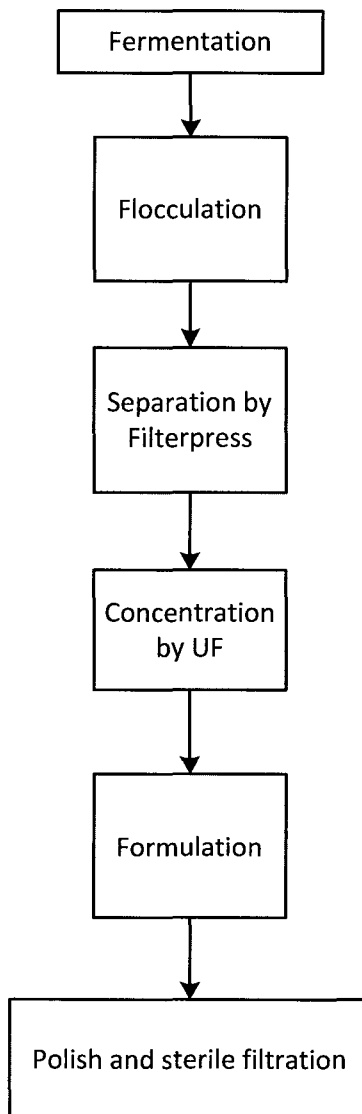 Fermentation
Flocculation
Separation by
Filterpress
Concentration
by UF
Formulation
Polish and sterile filtration